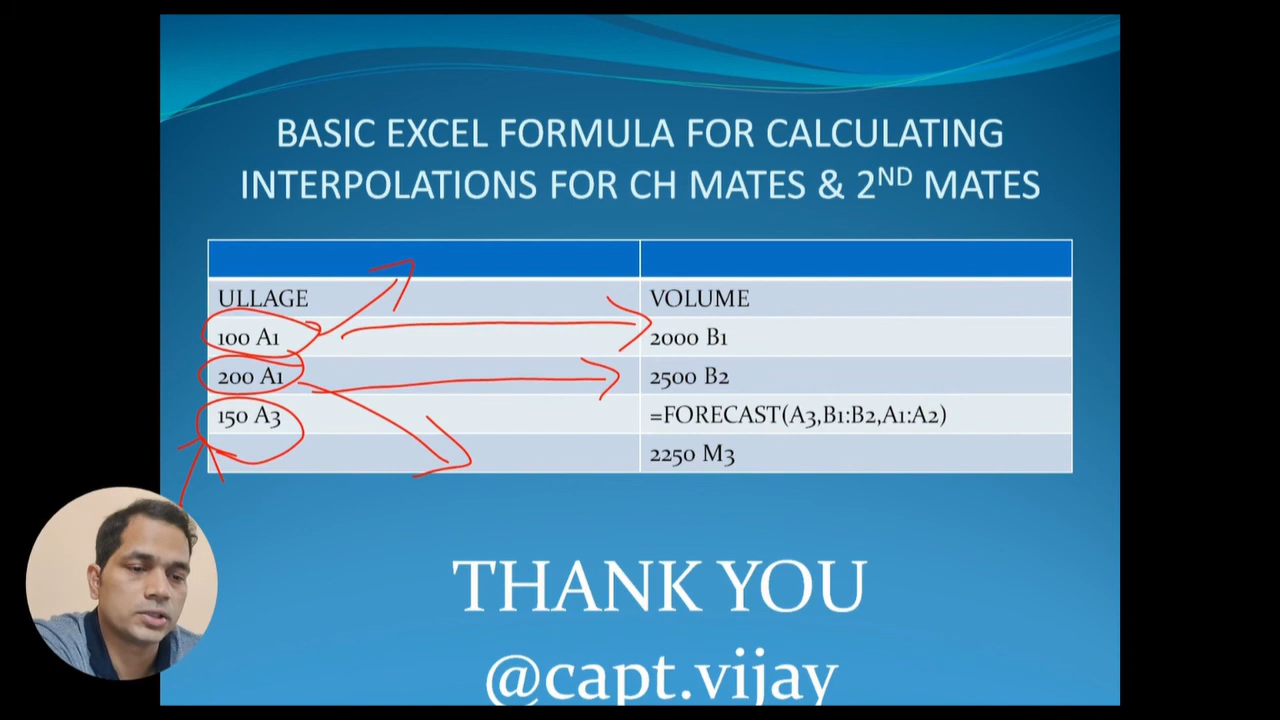 BASIC EXCEL FORMULA FOR CALCULATING
INTERPOLATIONS FOR CH MATES & 2ND MATES
ULLAGE VOLUME
100 A1 2000 B1
200 A1 2500 B2
150 A3 =FORECAST(A3,B1:B2,A1:A2)
2250 M3
THANK YOU
@capt.vijay